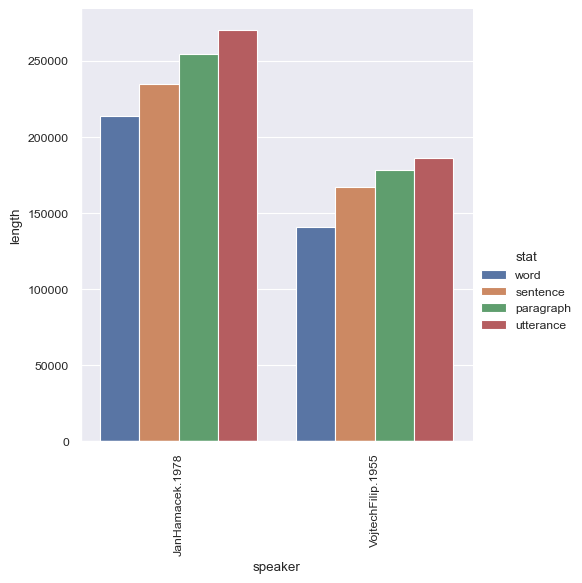 250000
200000
150000
100000
50000
0
length
JanHamacek.1978
VojtechFilip.1955
speaker
stat
word
sentence
paragraph
utterance